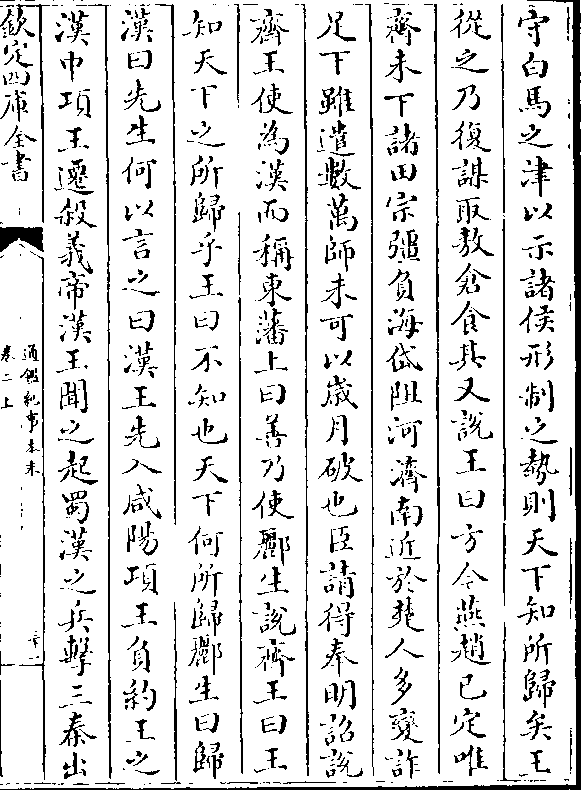 守白馬之津以示諸侯形制之勢則天下知所歸矣王
從之乃復謀取敖倉食其又說王曰方今燕趙已定唯
齊未下諸田宗彊負海岱阻河濟南近於楚人多變詐
足下雖遣數萬師未可以歲月破也臣請得奉明詔說
齊王使為漢而稱東藩上曰善乃使酈生說齊王曰王
知天下之所歸乎王曰不知也天下何所歸酈生曰歸
漢曰先生何以言之曰漢王先入咸陽項王負約王之
漢中項王遷殺義帝漢王聞之起蜀漢之兵擊三秦出
欽定四庫全書
通鑑紀事本末
卷二上